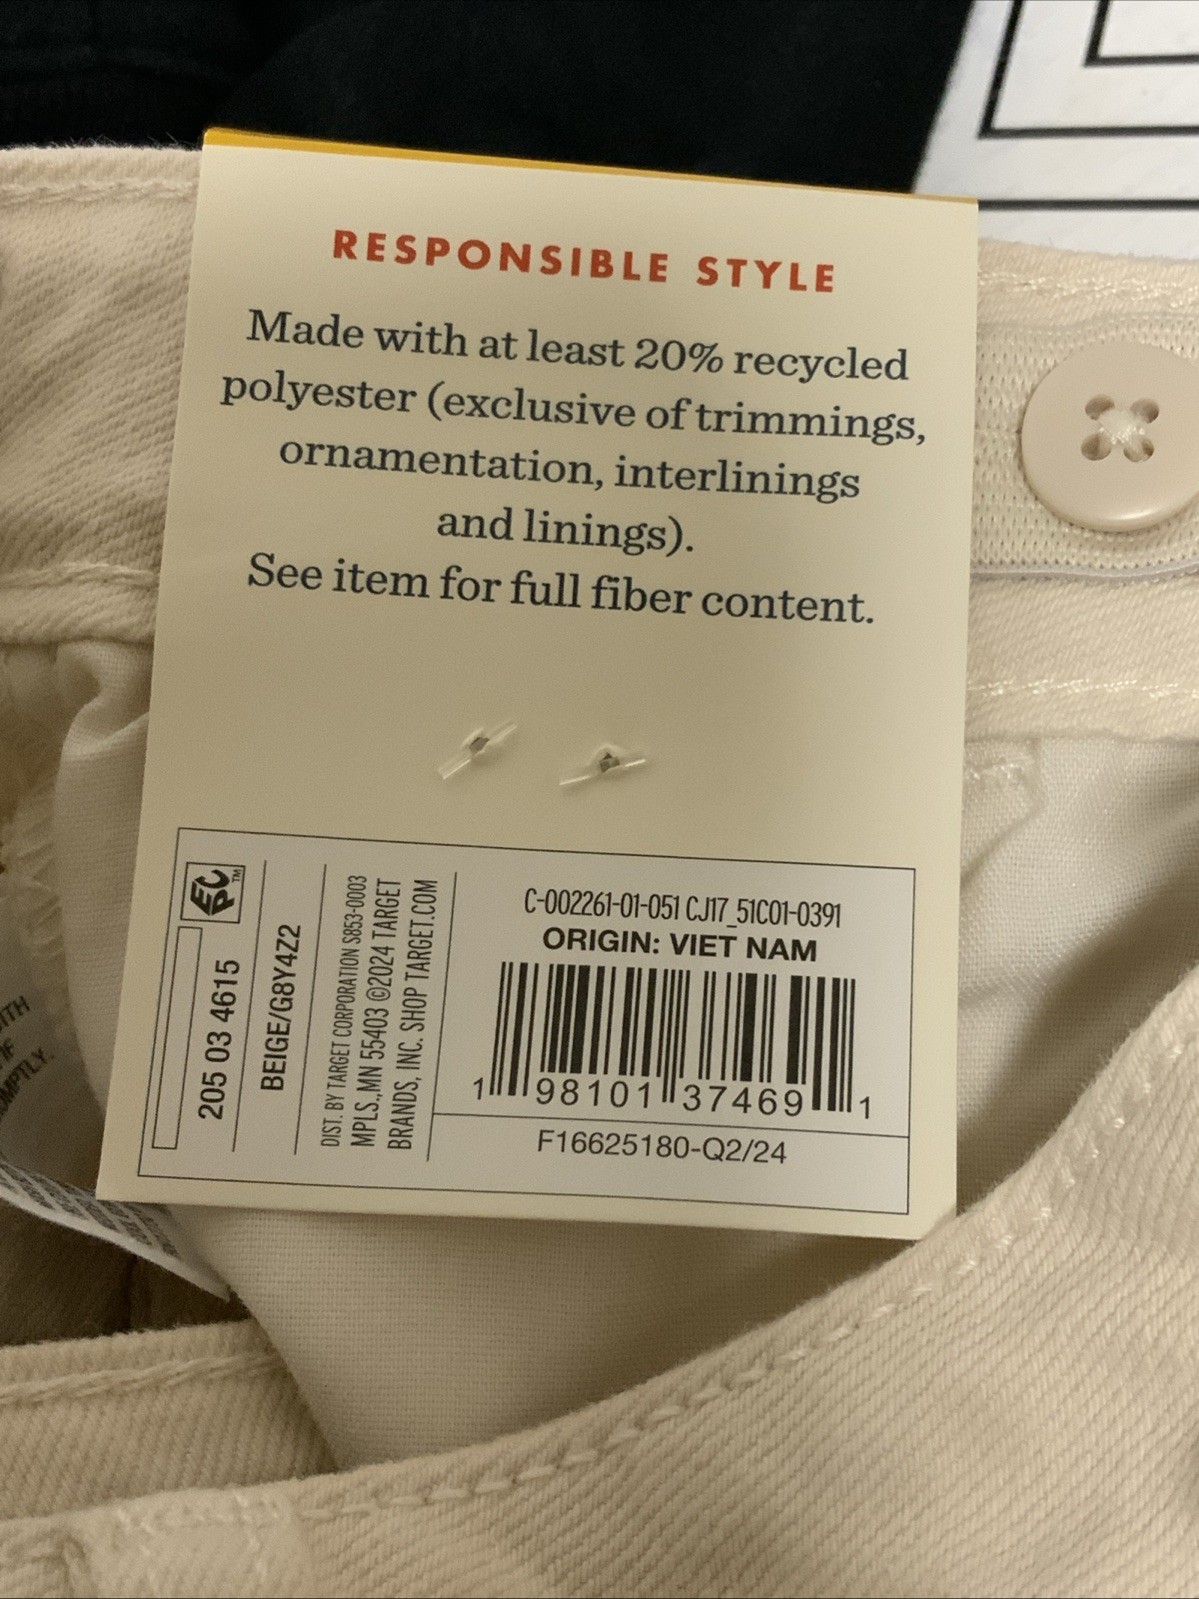 RESPONSIBLE STYLE
Made with at least 20% recycled
polyester (exclusive of trimmings,
ornamentation, interlinings
and linings).
See item for full fiber content.
EPC™
205 03 4615
BEIGE/G8Y4Z2
DIST. BY TARGET CORPORATION S853-0003
MPLS., MN 55403 ©2024 TARGET
BRANDS, INC. SHOP TARGET.COM
C-002261-01-051 CJ17_51C01-0391
ORIGIN: VIET NAM
1 98101 37469 1
F16625180-Q2/24